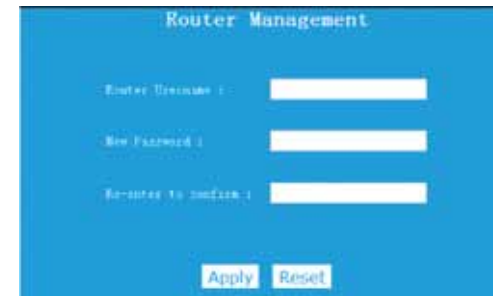 Router Management
Router Username :
New Password :
Re-enter to confirm :
Apply Reset